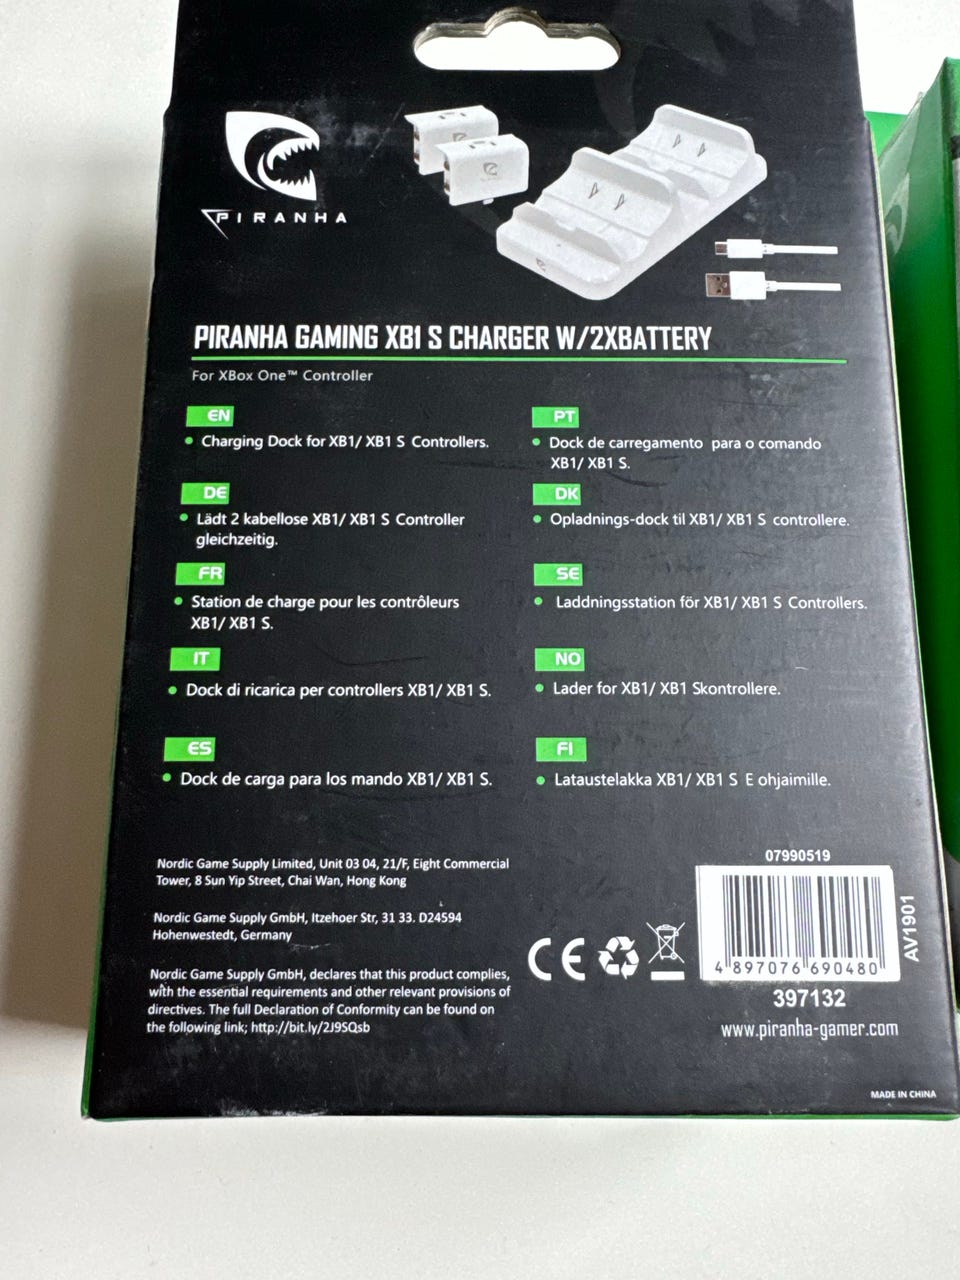 PIRANHA
PIRANHA GAMING XB1 S CHARGER W/2XBATTERY
For XBox One™ Controller
EN
• Charging Dock for XB1/ XB1 S Controllers.
DE
• Lädt 2 kabellose XB1/ XB1 S Controller
gleichzeitig.
FR
• Station de charge pour les contrôleurs
XB1/ XB1 S.
IT
• Dock di ricarica per controllers XB1/ XB1 S.
ES
• Dock de carga para los mando XB1/ XB1 S.
PT
• Dock de carregamento para o comando
XB1/ XB1 S.
DK
• Opladnings-dock til XB1/ XB1 S controllere.
SE
• Laddningsstation för XB1/ XB1 S Controllers.
NO
• Lader for XB1/ XB1 Skontrollere.
FI
• Lataustelakka XB1/ XB1 S E ohjaimille.
Nordic Game Supply Limited, Unit 03 04, 21/F, Eight Commercial
Tower, 8 Sun Yip Street, Chai Wan, Hong Kong
Nordic Game Supply GmbH, Itzehoer Str, 31 33. D24594
Hohenwestedt, Germany
Nordic Game Supply GmbH, declares that this product complies,
with the essential requirements and other relevant provisions of
directives. The full Declaration of Conformity can be found on
the following link; http://bit.ly/2J9SQsb
CE
07990519
4 897076 690480
AV1901
397132
www.piranha-gamer.com
MADE IN CHINA